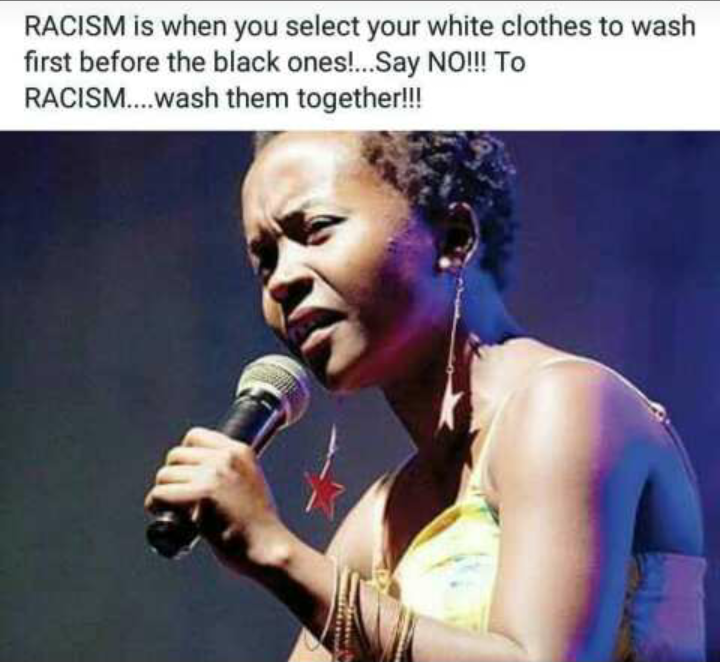 RACISM is when you select your white clothes to wash
first before the black ones!...Say NO!!! To
RACISM....wash them together!!!